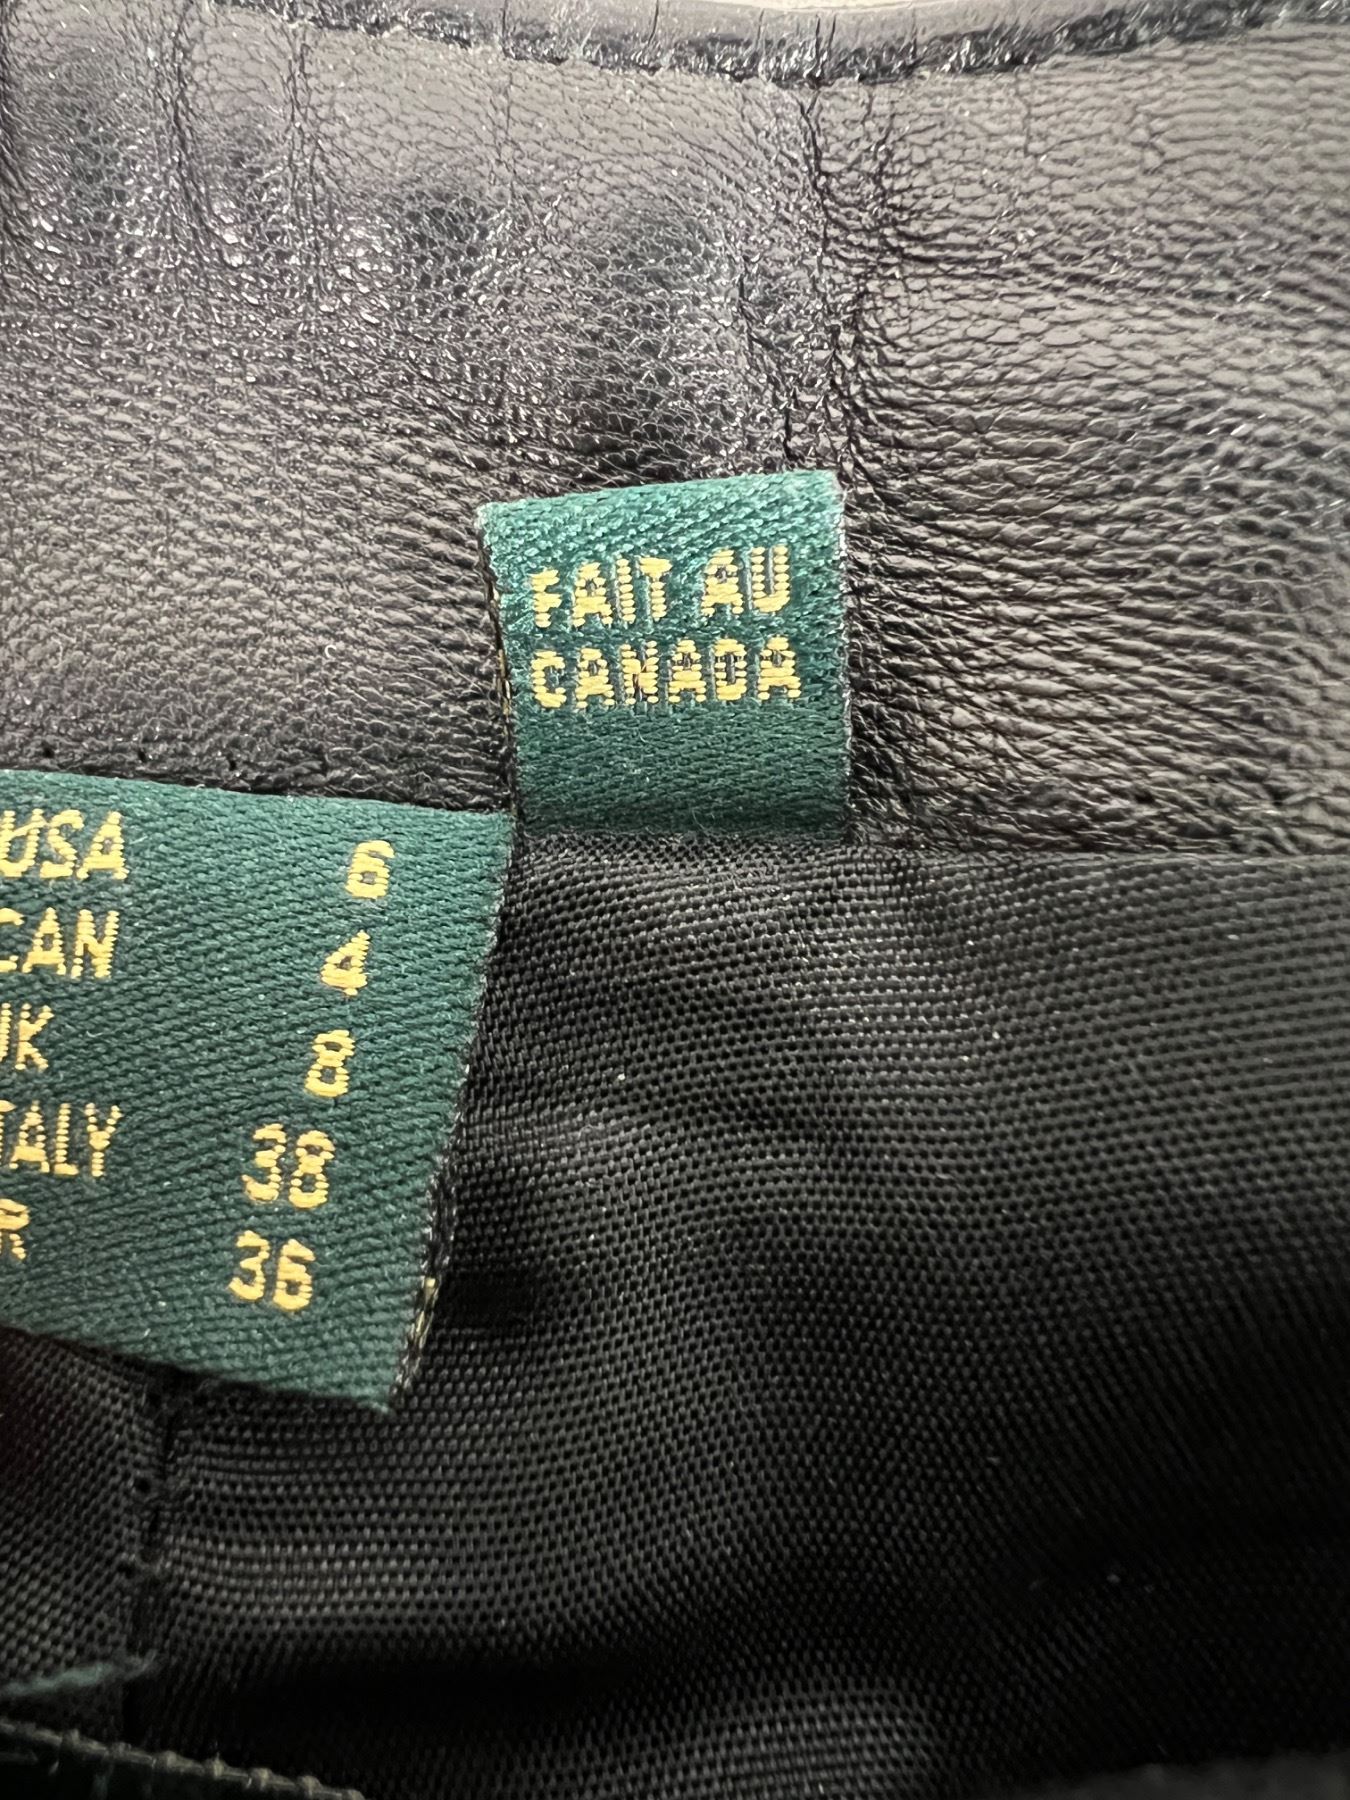 FAIT AU
CANADA
USA 6
CAN 4
UK 8
ITALY 38
R 36